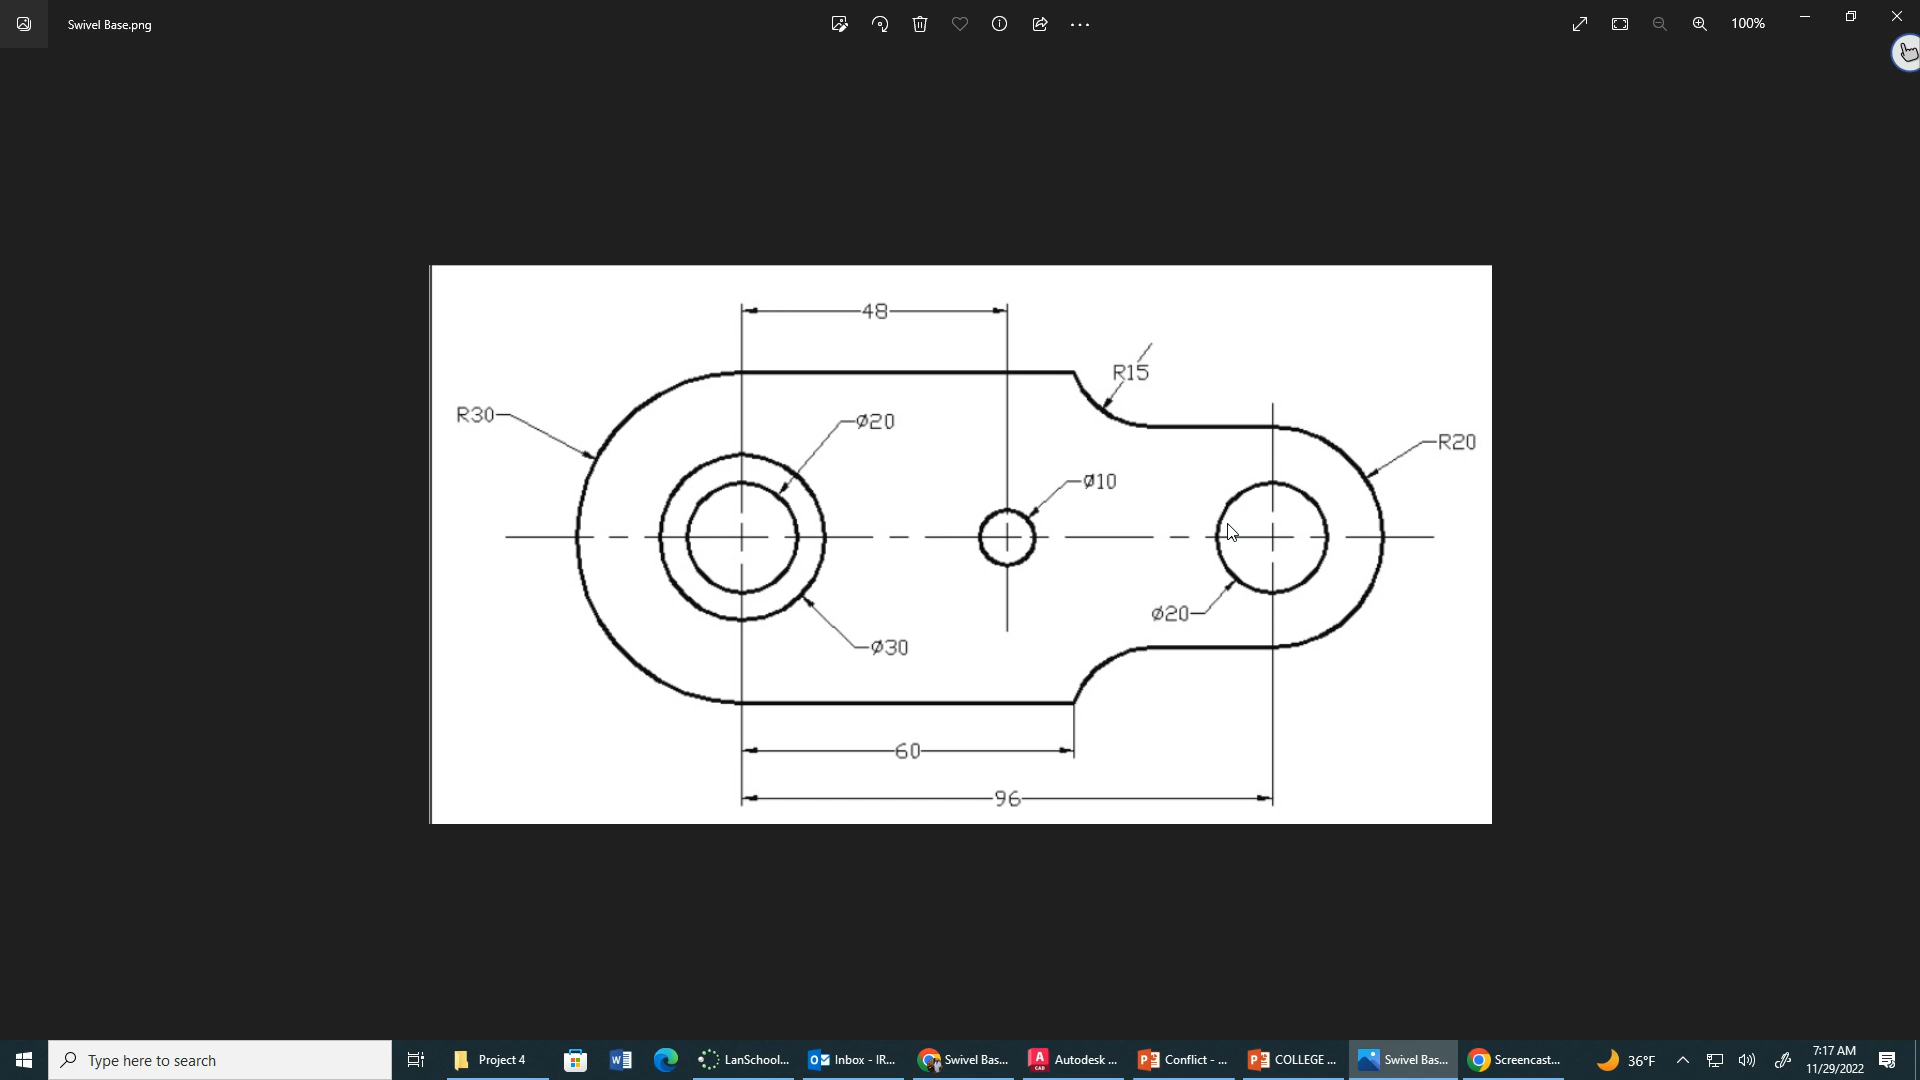 Swivel Base.png
100%
48
R15
R30
ø20
R20
ø10
ø20
ø30
60
96
Type here to search
Project 4
LanSchool...
Inbox - IR...
Swivel Bas...
Autodesk ...
Conflict - ...
COLLEGE ...
Swivel Bas...
Screencast...
36°F
7:17 AM
11/29/2022